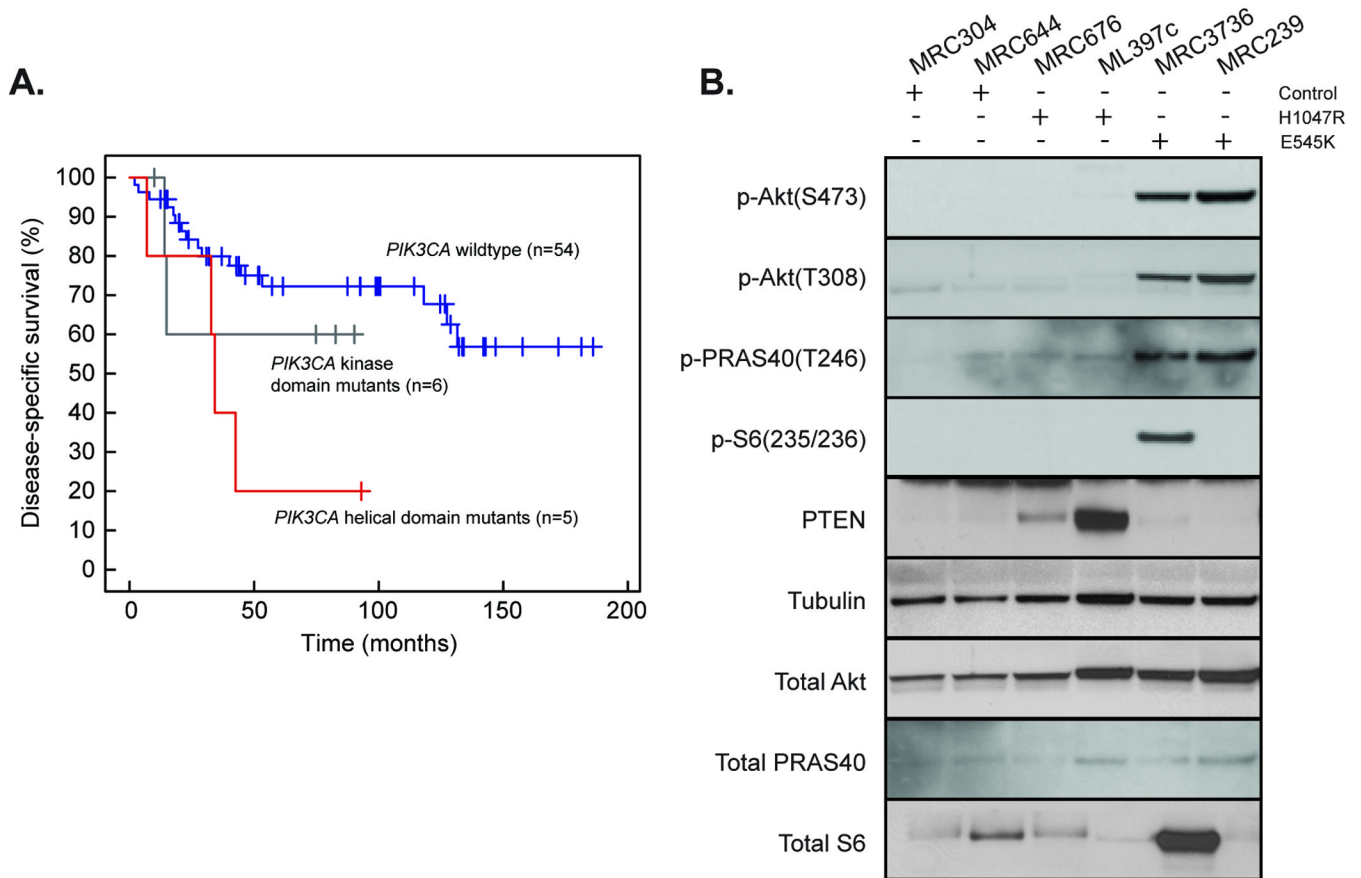 A.
Disease-specific survival (%)
100
90
80
70
60
50
40
30
20
10
0
0 50 100 150 200
Time (months)
PIK3CA wildtype (n=54)
PIK3CA kinase
domain mutants (n=6)
PIK3CA helical domain mutants (n=5)
B.
MRC304 MRC644 MRC676 ML397c MRC3736 MRC239
+ + - - - - Control
- - + + - - H1047R
- - - - + + E545K
p-Akt(S473)
p-Akt(T308)
p-PRAS40(T246)
p-S6(235/236)
PTEN
Tubulin
Total Akt
Total PRAS40
Total S6